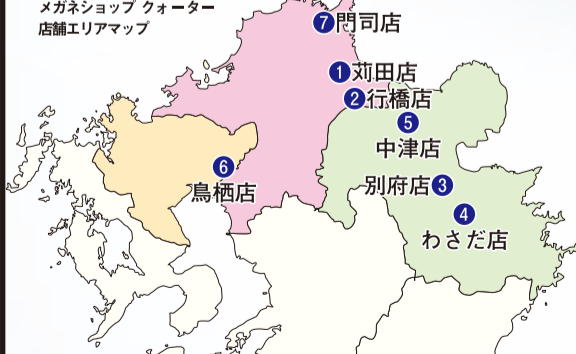 メガネショップ クォーター
店舗エリアマップ
7 門司店
1 苅田店
2 行橋店
5
中津店
6
鳥栖店
別府店 3
4
わさだ店